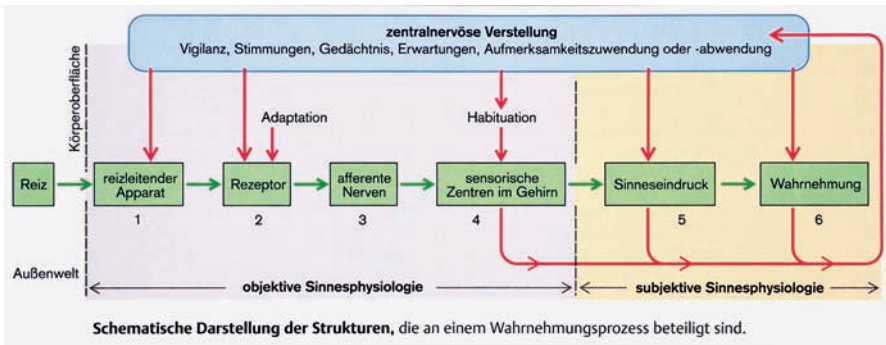 zentralnervöse Verstellung
Vigilanz, Stimmungen, Gedächtnis, Erwartungen, Aufmerksamkeitszuwendung oder -abwendung
Körperoberfläche
Adaptation
Habituation
Reiz
reizleitender
Apparat
Rezeptor
afferente
Nerven
sensorische
Zentren im Gehirn
Sinneseindruck
Wahrnehmung
1
2
3
4
5
6
Außenwelt
objektive Sinnesphysiologie
subjektive Sinnesphysiologie
Schematische Darstellung der Strukturen, die an einem Wahrnehmungsprozess beteiligt sind.